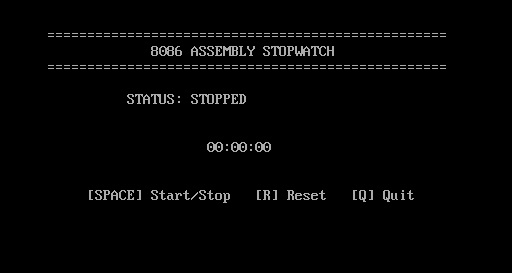 ==================================================
8086 ASSEMBLY STOPWATCH
==================================================
STATUS: STOPPED
00:00:00
[SPACE] Start/Stop   [R] Reset   [Q] Quit